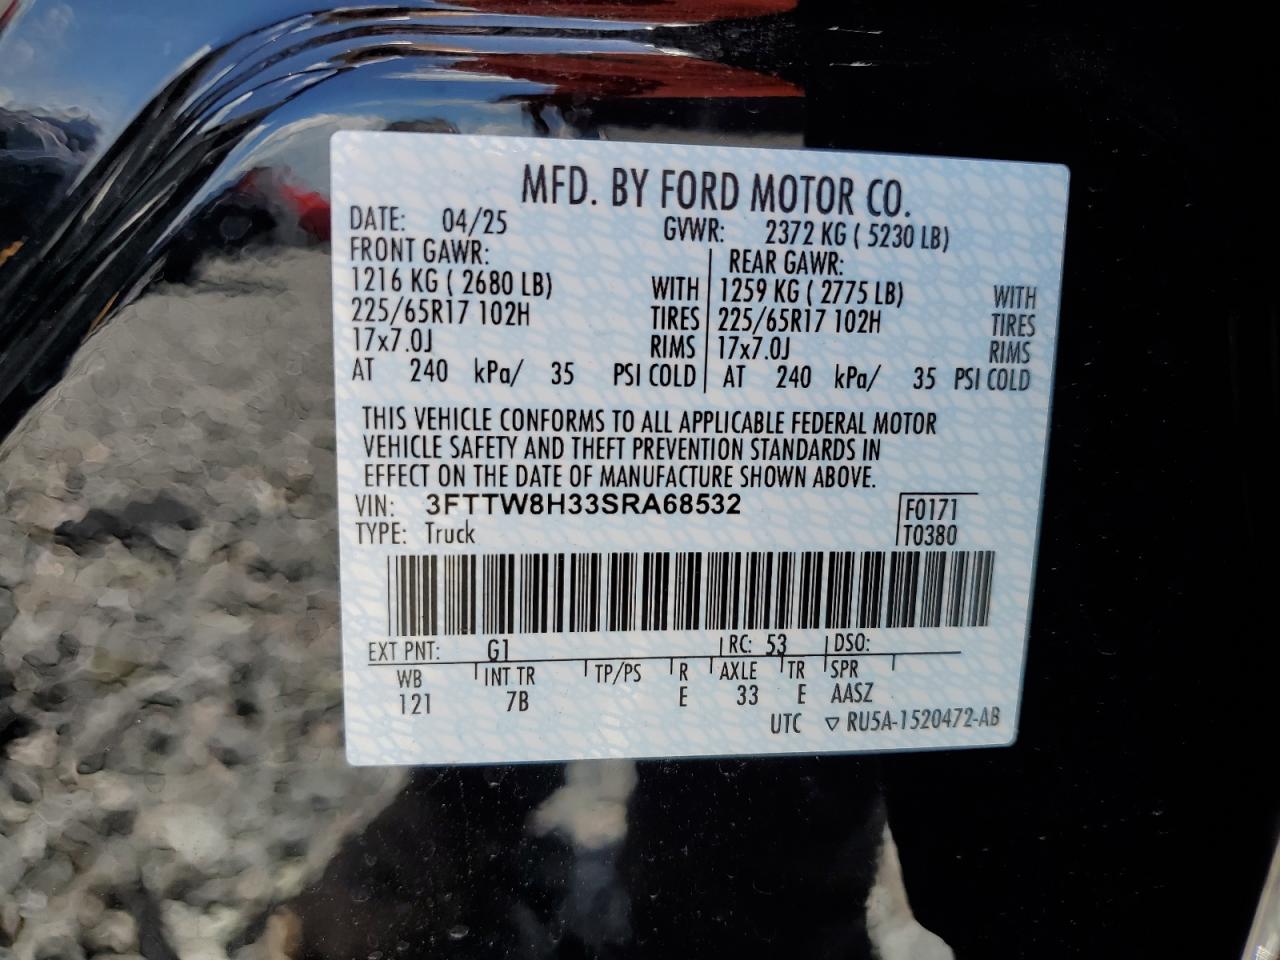 MFD. BY FORD MOTOR CO.
DATE: 04/25 GVWR: 2372 KG ( 5230 LB)
FRONT GAWR: REAR GAWR:
1216 KG ( 2680 LB) WITH 1259 KG ( 2775 LB) WITH
225/65R17 102H TIRES 225/65R17 102H TIRES
17x7.0J RIMS 17x7.0J RIMS
AT 240 kPa/ 35 PSI COLD AT 240 kPa/ 35 PSI COLD
THIS VEHICLE CONFORMS TO ALL APPLICABLE FEDERAL MOTOR
VEHICLE SAFETY AND THEFT PREVENTION STANDARDS IN
EFFECT ON THE DATE OF MANUFACTURE SHOWN ABOVE.
VIN: 3FTTW8H33SRA68532 F0171
TYPE: Truck T0380
EXT PNT: G1 RC: 53 DSO:
WB INT TR TP/PS R AXLE TR SPR
121 7B E 33 E AASZ
UTC ▽ RU5A-1520472-AB